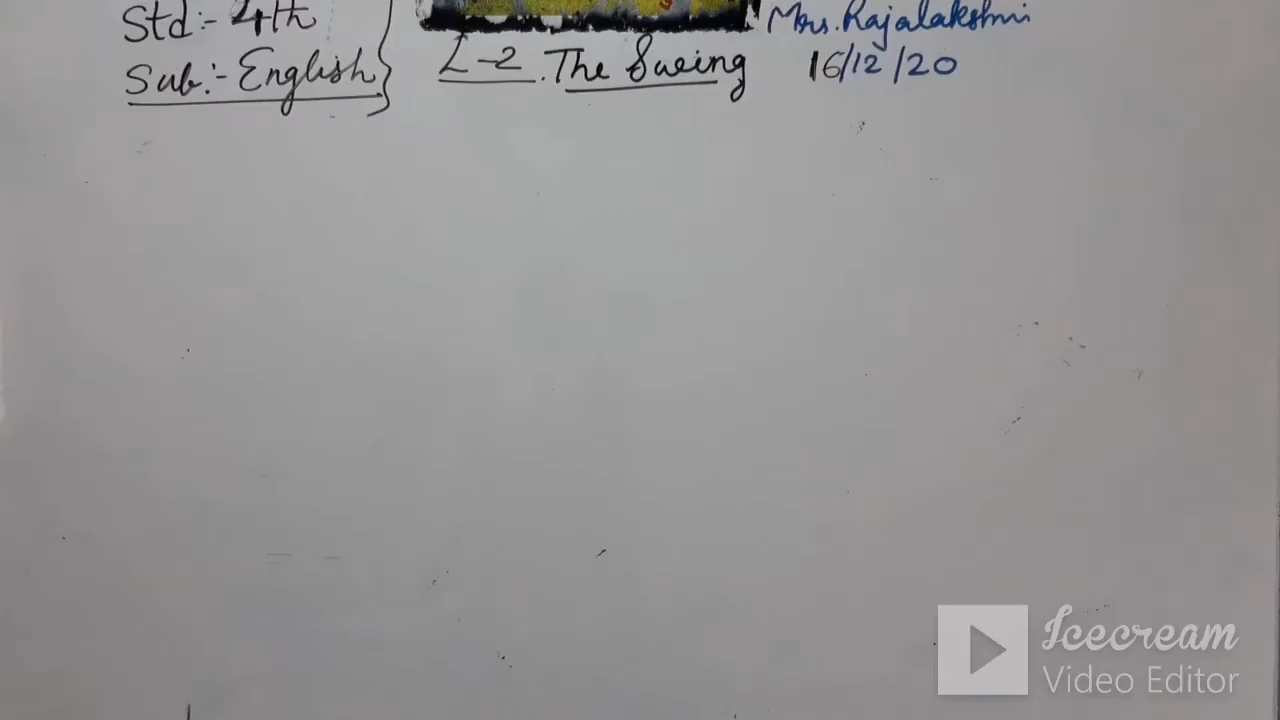 Std:- 4th
Mrs. Rajalakshmi
Sub:- English
L-2. The Swing
16/12/20
Icecream
Video Editor